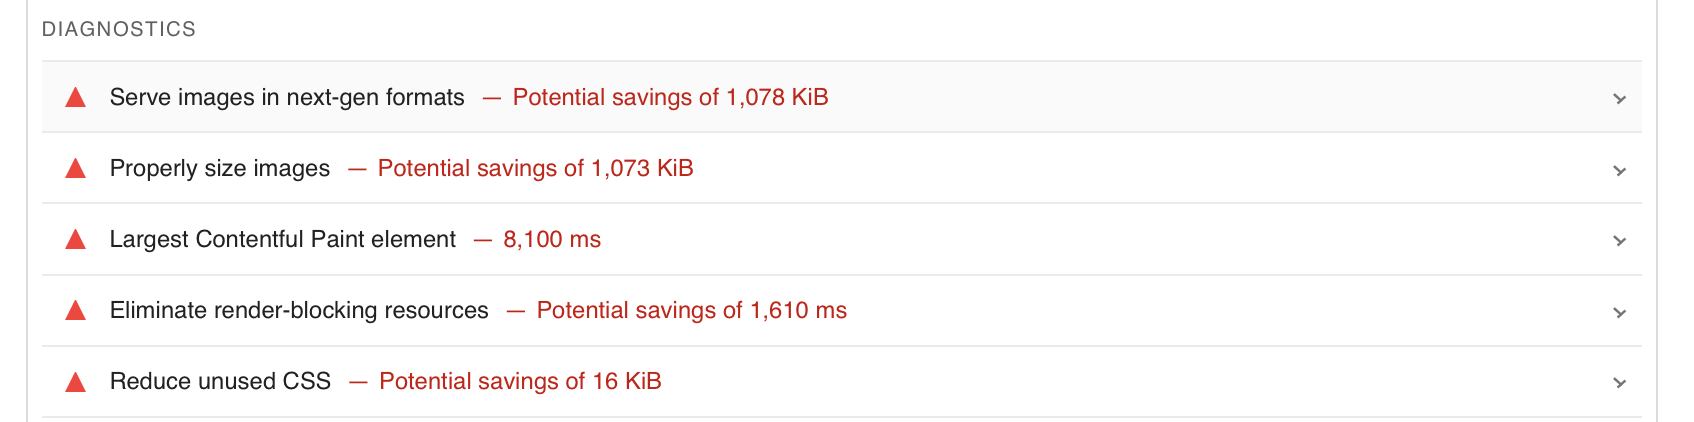 DIAGNOSTICS
Serve images in next-gen formats — Potential savings of 1,078 KiB
Properly size images — Potential savings of 1,073 KiB
Largest Contentful Paint element — 8,100 ms
Eliminate render-blocking resources — Potential savings of 1,610 ms
Reduce unused CSS — Potential savings of 16 KiB